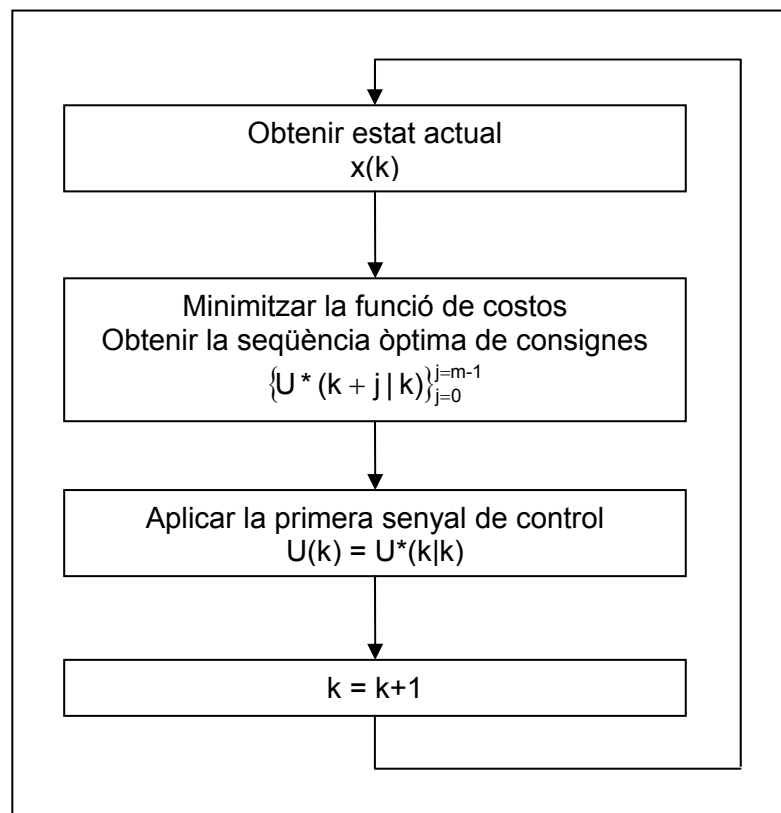 Obtenir estat actual
x(k)
Minimitzar la funció de costos
Obtenir la seqüència òptima de consignes
{U * (k + j | k)}_{j=0}^{j=m-1}
Aplicar la primera senyal de control
U(k) = U*(k|k)
k = k+1